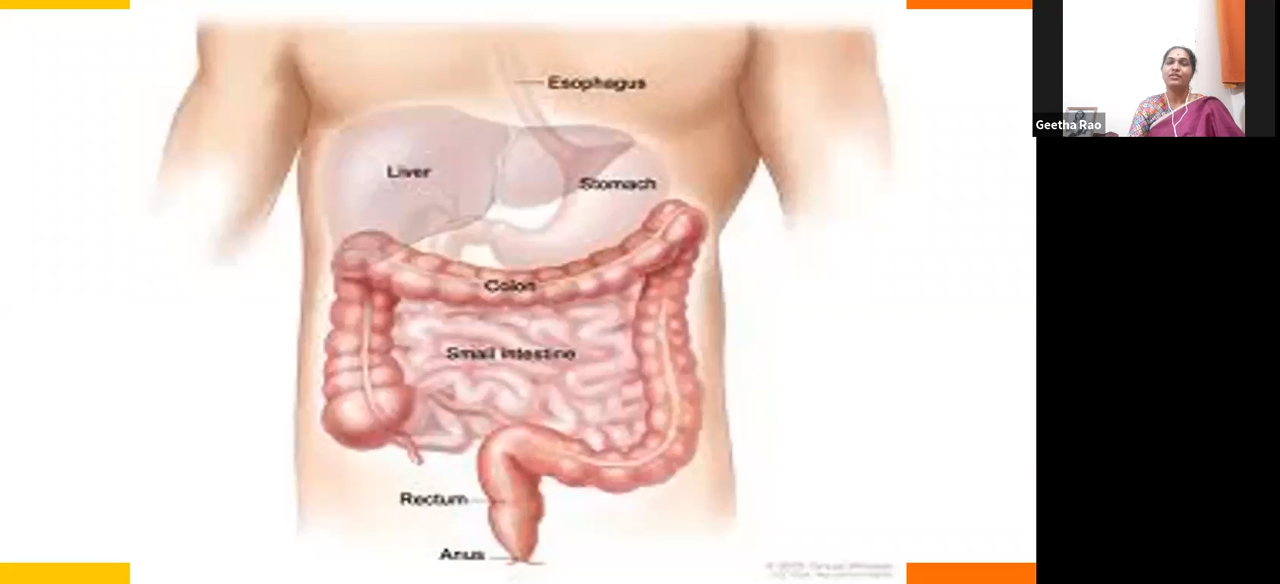 Esophagus
Geetha Rao
Liver
Stomach
Colon
Small Intestine
Rectum
Anus